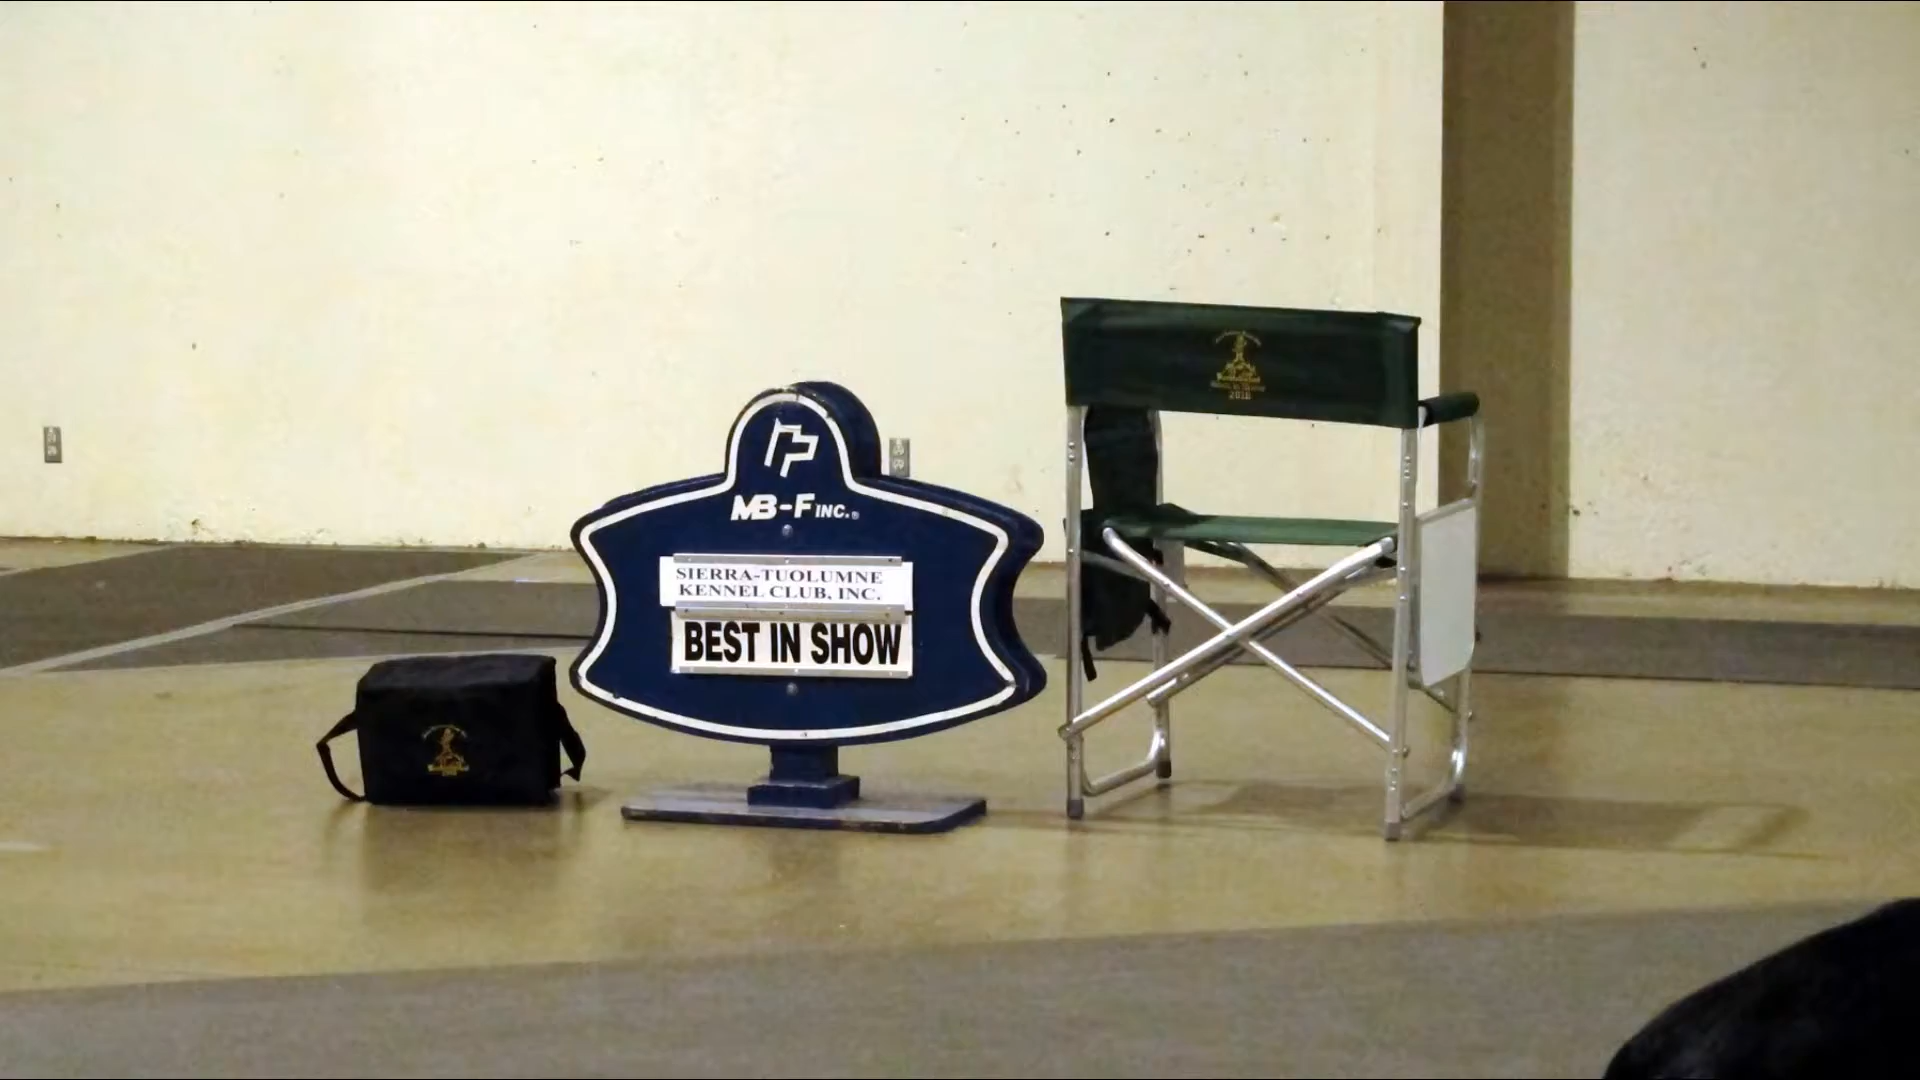 MB-F INC.®
SIERRA-TUOLUMNE
KENNEL CLUB, INC.
BEST IN SHOW